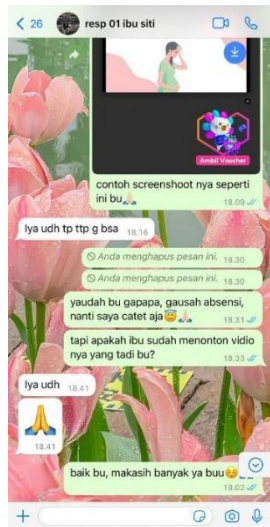 26
resp 01 ibu siti
Ambil Voucher
contoh screenshoot nya seperti
ini bu🙏🏻
18.09
Iya udh tp ttp g bsa
18.16
Anda menghapus pesan ini. 18.30
Anda menghapus pesan ini. 18.30
yaudah bu gapapa, gausah absensi,
nanti saya catet aja😇🙏🏻
18.31
tapi apakah ibu sudah menonton vidio
nya yang tadi bu?
18.33
Iya udh 18.41
🙏
18.41
baik bu, makasih banyak ya buu☺️🙏🏻
19.02